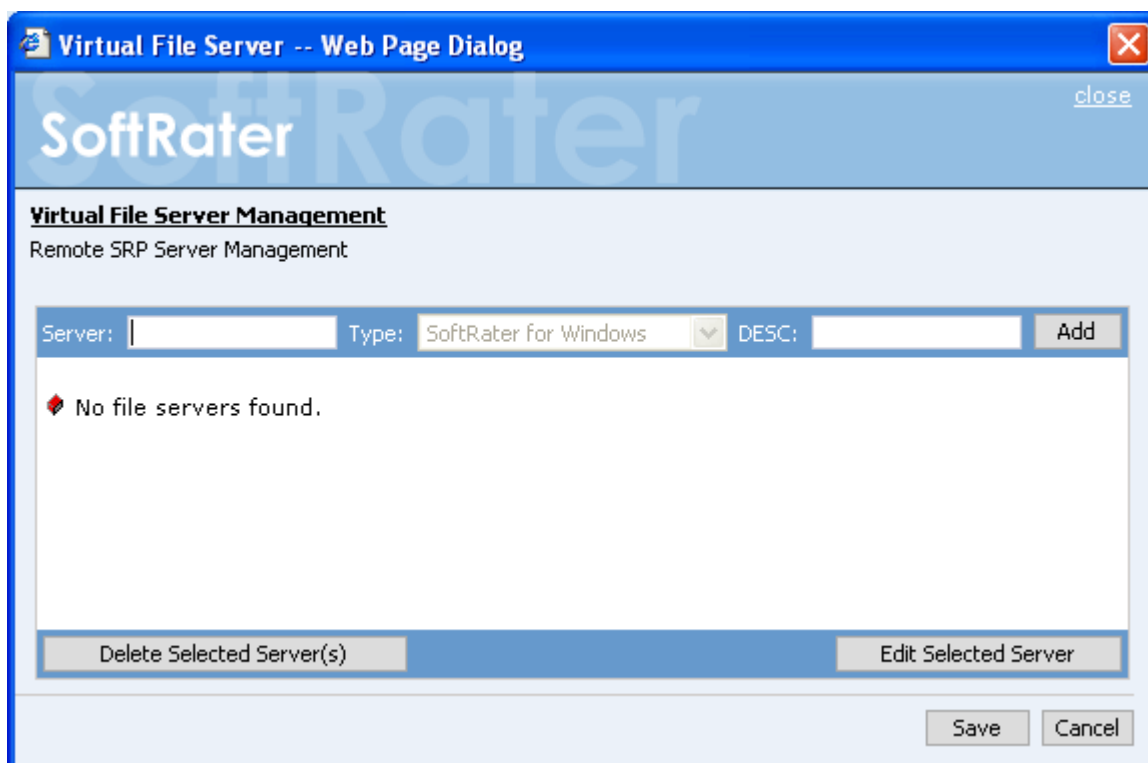 Virtual File Server -- Web Page Dialog
SoftRater
close
SoftRater
Virtual File Server Management
Remote SRP Server Management
Server: Type: SoftRater for Windows DESC: Add
No file servers found.
Delete Selected Server(s) Edit Selected Server
Save Cancel